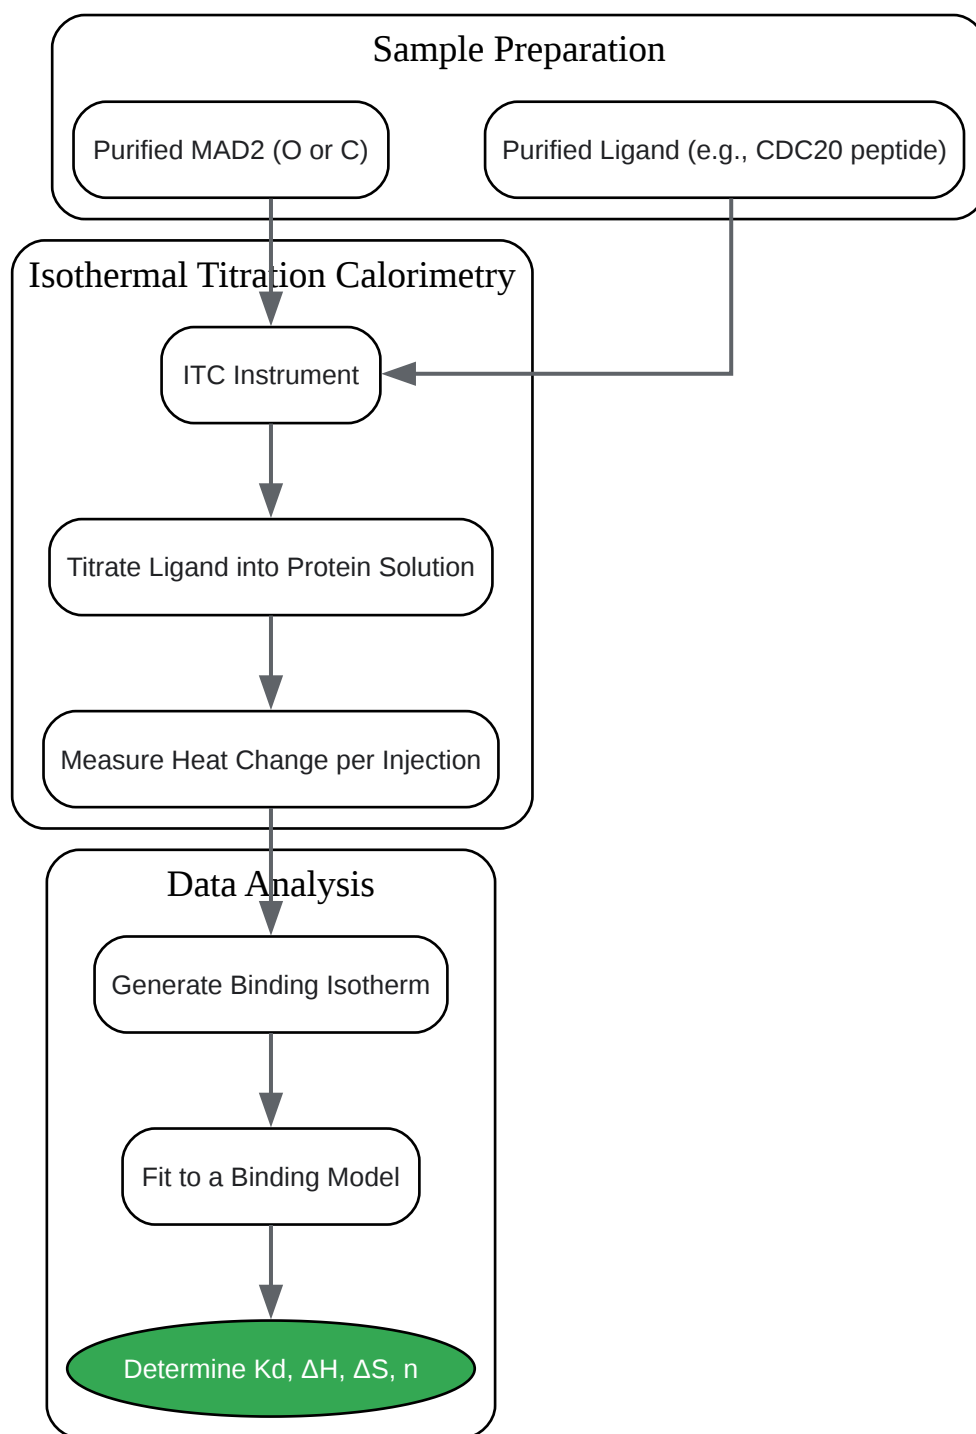 Sample Preparation
Purified MAD2 (O or C)
Purified Ligand (e.g., CDC20 peptide)
Isothermal Titration Calorimetry
ITC Instrument
Titrate Ligand into Protein Solution
Measure Heat Change per Injection
Data Analysis
Generate Binding Isotherm
Fit to a Binding Model
Determine Kd, ΔH, ΔS, n